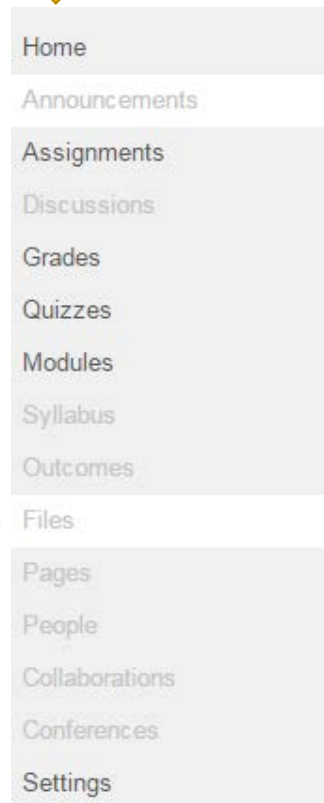 Home
Announcements
Assignments
Discussions
Grades
Quizzes
Modules
Syllabus
Outcomes
Files
Pages
People
Collaborations
Conferences
Settings